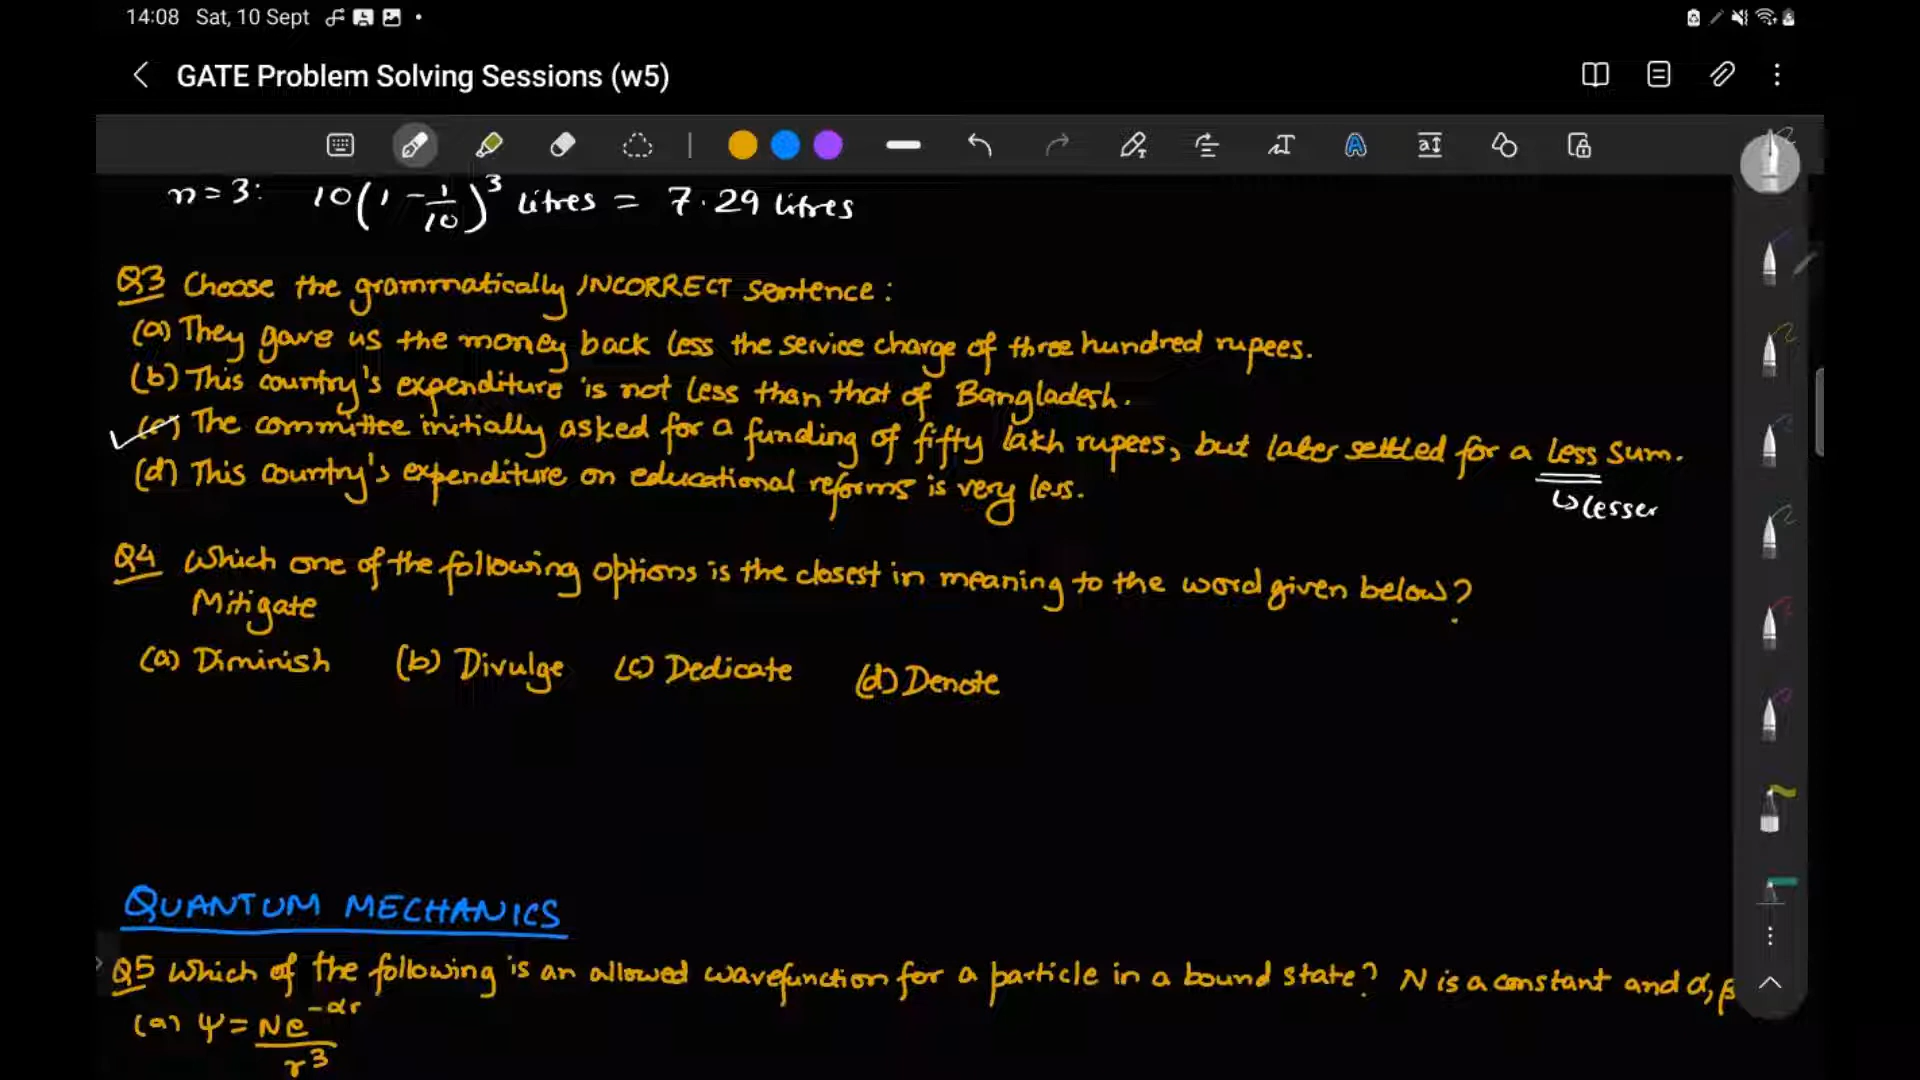 14:08 Sat, 10 Sept
GATE Problem Solving Sessions (w5)
n = 3: 10(1 - 1/10)^3 litres = 7.29 litres
Q3 Choose the grammatically INCORRECT sentence:
(a) They gave us the money back less the service charge of three hundred rupees.
(b) This country's expenditure is not less than that of Bangladesh.
(c) The committee initially asked for a funding of fifty lakh rupees, but later settled for a less sum.
(d) This country's expenditure on educational reforms is very less.
↳ lesser
Q4 Which one of the following options is the closest in meaning to the word given below?
Mitigate
(a) Diminish (b) Divulge (c) Dedicate (d) Denote
QUANTUM MECHANICS
Q5 Which of the following is an allowed wavefunction for a particle in a bound state? N is a constant and α, β
(a) ψ = Ne^-αr / r^3